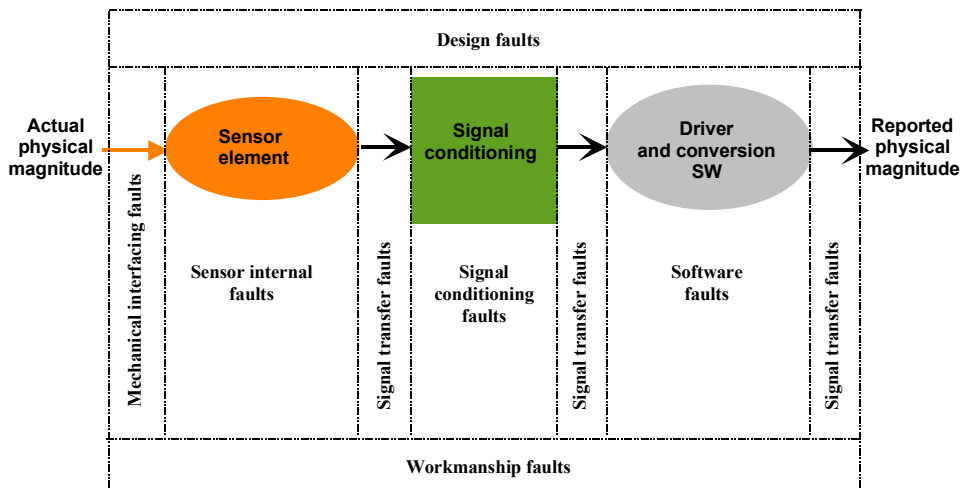 Design faults
Actual
physical
magnitude
Sensor
element
Signal
conditioning
Driver
and conversion
SW
Reported
physical
magnitude
Mechanical interfacing faults
Sensor internal
faults
Signal transfer faults
Signal
conditioning
faults
Signal transfer faults
Software
faults
Signal transfer faults
Workmanship faults